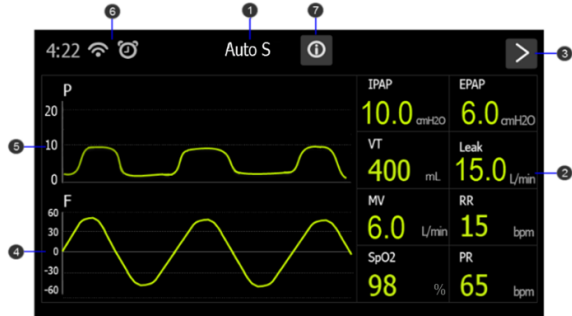 6
1
7
4:22
Auto S
3
P
20
10
0
5
F
60
30
0
-30
-60
4
IPAP
10.0 cmH2O
EPAP
6.0 cmH2O
VT
400 mL
Leak
15.0 L/min
2
MV
6.0 L/min
RR
15 bpm
SpO2
98 %
PR
65 bpm